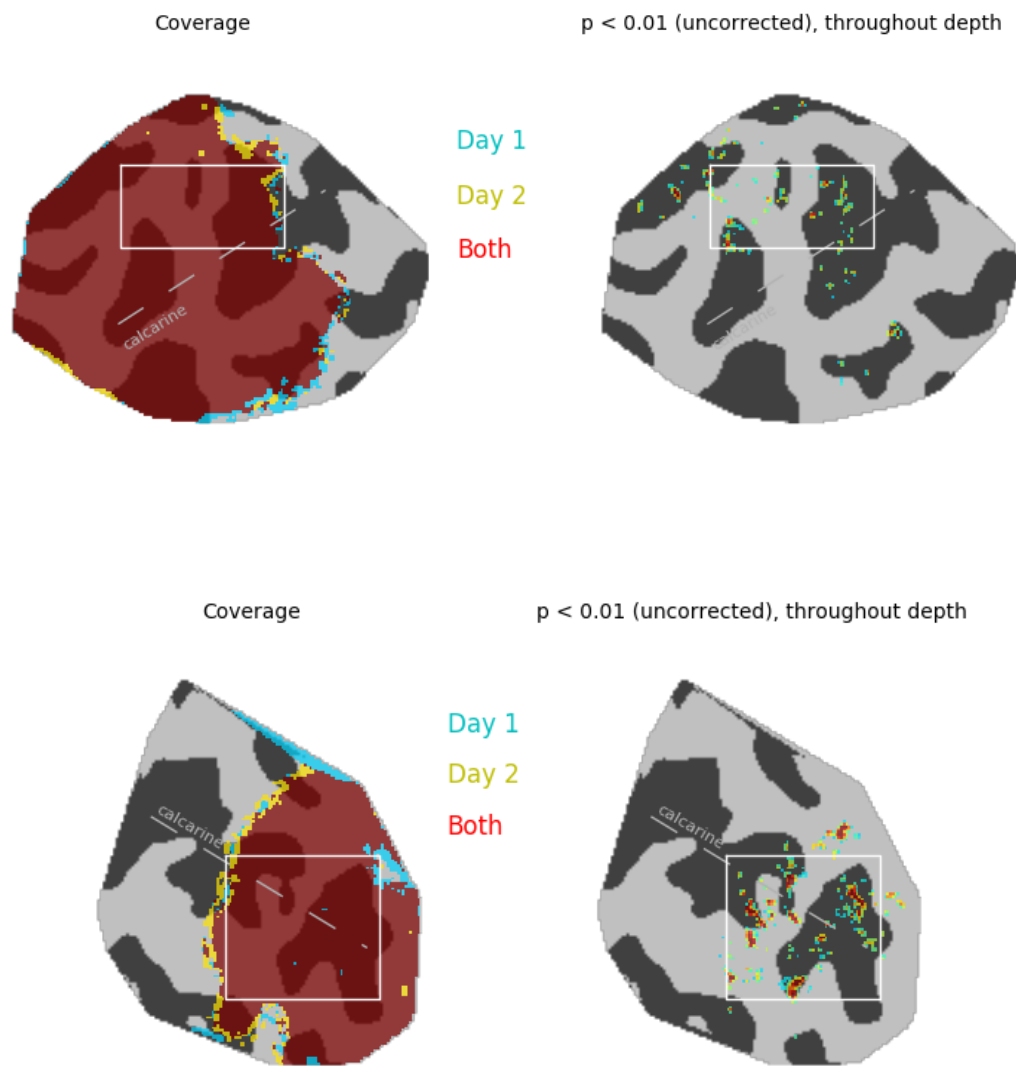 Coverage
p < 0.01 (uncorrected), throughout depth
Day 1
Day 2
Both
calcarine
calcarine
Coverage
p < 0.01 (uncorrected), throughout depth
Day 1
Day 2
Both
calcarine
calcarine